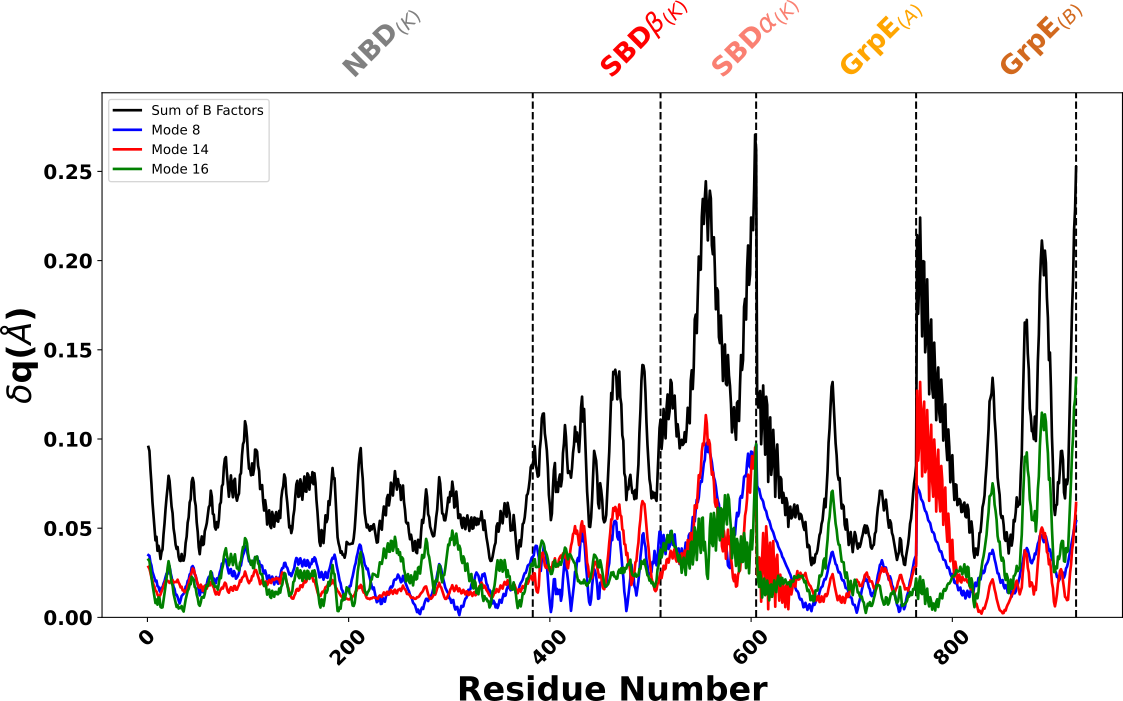 NBD(K) SBDβ(K) SBDα(K) GrpE(A) GrpE(B)
Sum of B Factors
Mode 8
Mode 14
Mode 16
0.25
0.20
0.15
0.10
0.05
0.00
δq(Å)
0 200 400 600 800
Residue Number